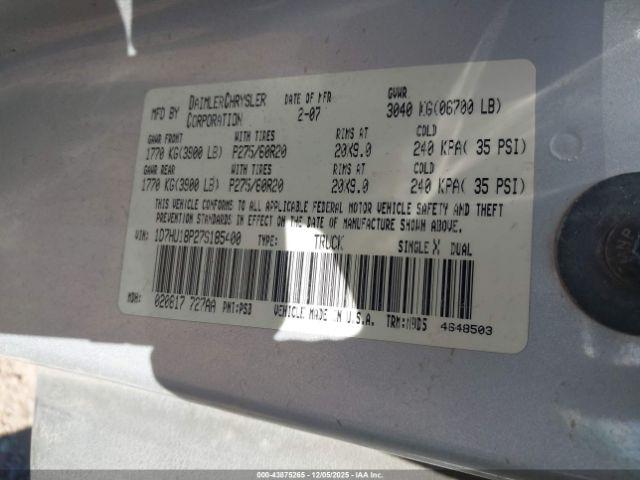 MFD BY DAIMLERCHRYSLER CORPORATION DATE OF MFR 2-07 GVWR 3040 KG(06700 LB)
GAWR FRONT WITH TIRES RIMS AT COLD
1770 KG(3900 LB) P275/60R20 20X9.0 240 KPA( 35 PSI)
GAWR REAR WITH TIRES RIMS AT COLD
1770 KG(3900 LB) P275/60R20 20X9.0 240 KPA( 35 PSI)
THIS VEHICLE CONFORMS TO ALL APPLICABLE FEDERAL MOTOR VEHICLE SAFETY AND THEFT
PREVENTION STANDARDS IN EFFECT ON THE DATE OF MANUFACTURE SHOWN ABOVE.
VIN: 1D7HU18P27S185400 TYPE: TRUCK SINGLE X DUAL
MDH: 020817 727AA PNT:PSB VEHICLE MADE IN U.S.A. TRM:M9D5 4648503
000-43875265 - 12/05/2025 - IAAI.COM